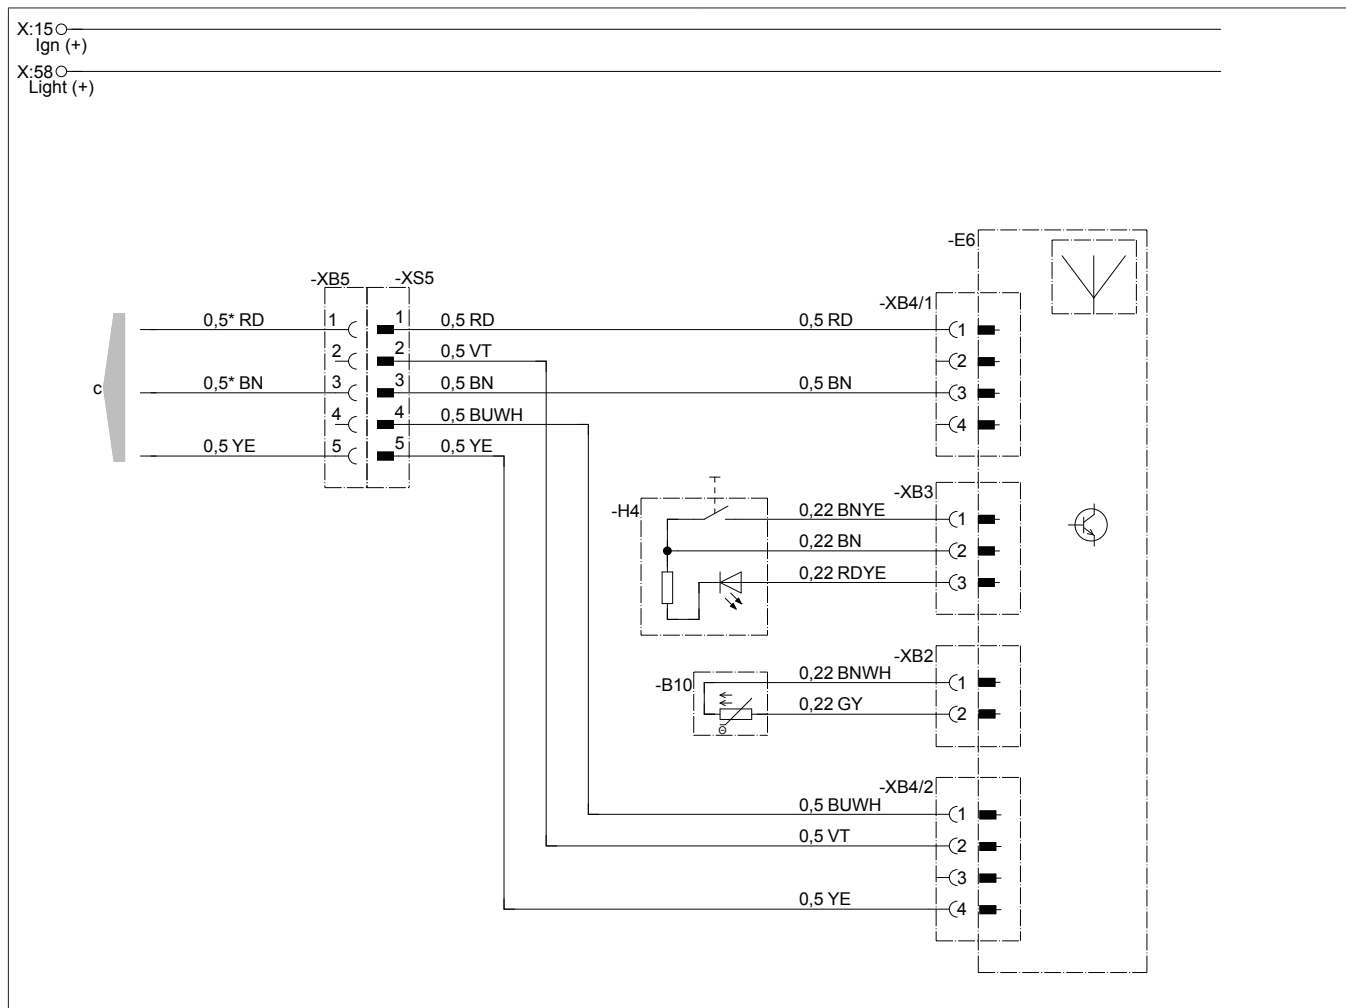 X:15
Ign (+)
X:58
Light (+)
-E6
-XB5 -XS5
-XB4/1
0,5* RD 1 1 0,5 RD 0,5 RD 1
2 2 0,5 VT 2
c 0,5* BN 3 3 0,5 BN 0,5 BN 3
4 4 0,5 BUWH 4
0,5 YE 5 5 0,5 YE
-XB3
-H4 0,22 BNYE 1
0,22 BN 2
0,22 RDYE 3
-XB2
-B10 0,22 BNWH 1
0,22 GY 2
Θ
-XB4/2
0,5 BUWH 1
0,5 VT 2
3
0,5 YE 4